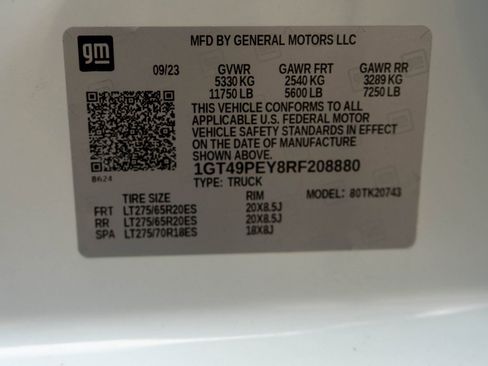 gm
MFD BY GENERAL MOTORS LLC
09/23 GVWR GAWR FRT GAWR RR
5330 KG 2540 KG 3289 KG
11750 LB 5600 LB 7250 LB
THIS VEHICLE CONFORMS TO ALL
APPLICABLE U.S. FEDERAL MOTOR
VEHICLE SAFETY STANDARDS IN EFFECT
ON THE DATE OF MANUFACTURE
SHOWN ABOVE.
1GT49PEY8RF208880
8624 TYPE: TRUCK MODEL: 80TK20743
TIRE SIZE RIM
FRT LT275/65R20ES 20X8.5J
RR LT275/65R20ES 20X8.5J
SPA LT275/70R18ES 18X8J